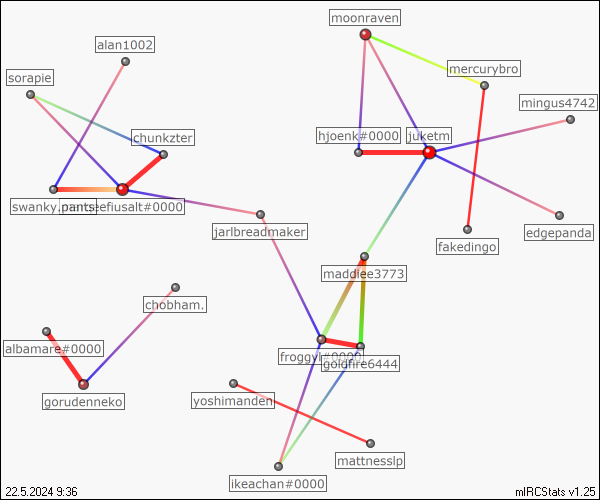 moonraven
alan1002
mercurybro
sorapie
mingus4742
chunkzter
hjoenk#0000
juketm
swanky.pants
eefiusalt#0000
jarlbreadmaker
edgepanda
fakedingo
maddiee3773
chobham.
albamare#0000
froggyl#0000
goldfire6444
gorudenneko
yoshimanden
mattnesslp
ikeachan#0000
22.5.2024 9:36
mIRCStats v1.25